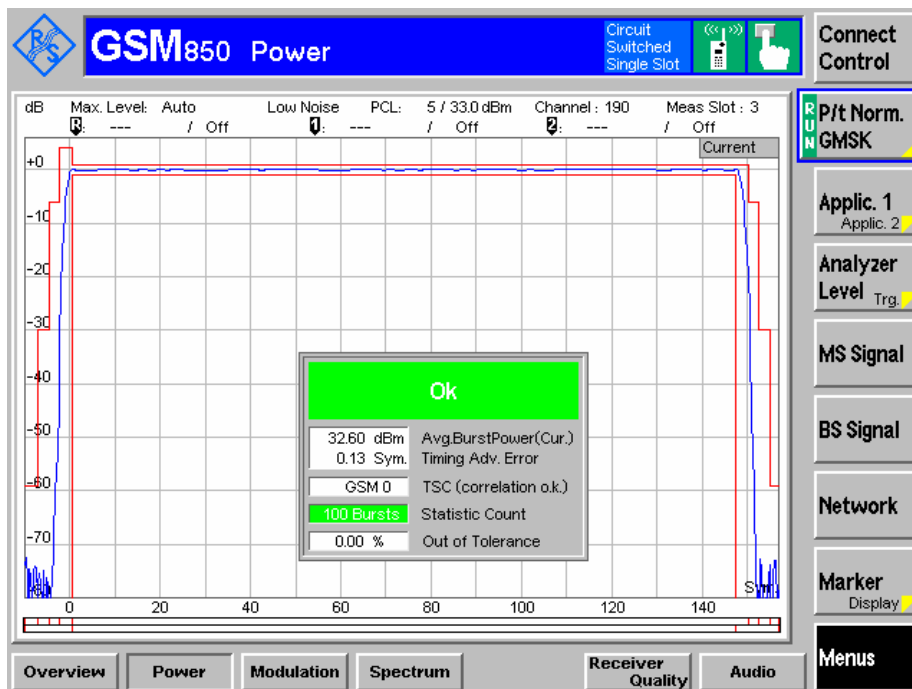 R&S
GSM850 Power
Circuit
Switched
Single Slot
Connect
Control
dB Max. Level: Auto Low Noise PCL: 5 / 33.0 dBm Channel : 190 Meas Slot : 3
R: --- / Off 1: --- / Off 2: --- / Off
Current
+0
-10
-20
-30
-40
-50
-60
-70
0 20 40 60 80 100 120 140
Ok
32.60 dBm Avg.BurstPower(Cur.)
0.13 Sym. Timing Adv. Error
GSM 0 TSC (correlation o.k.)
100 Bursts Statistic Count
0.00 % Out of Tolerance
RUN
P/t Norm.
GMSK
Applic. 1
Applic. 2
Analyzer
Level Trg.
MS Signal
BS Signal
Network
Marker
Display
Menus
Overview Power Modulation Spectrum Receiver Quality Audio